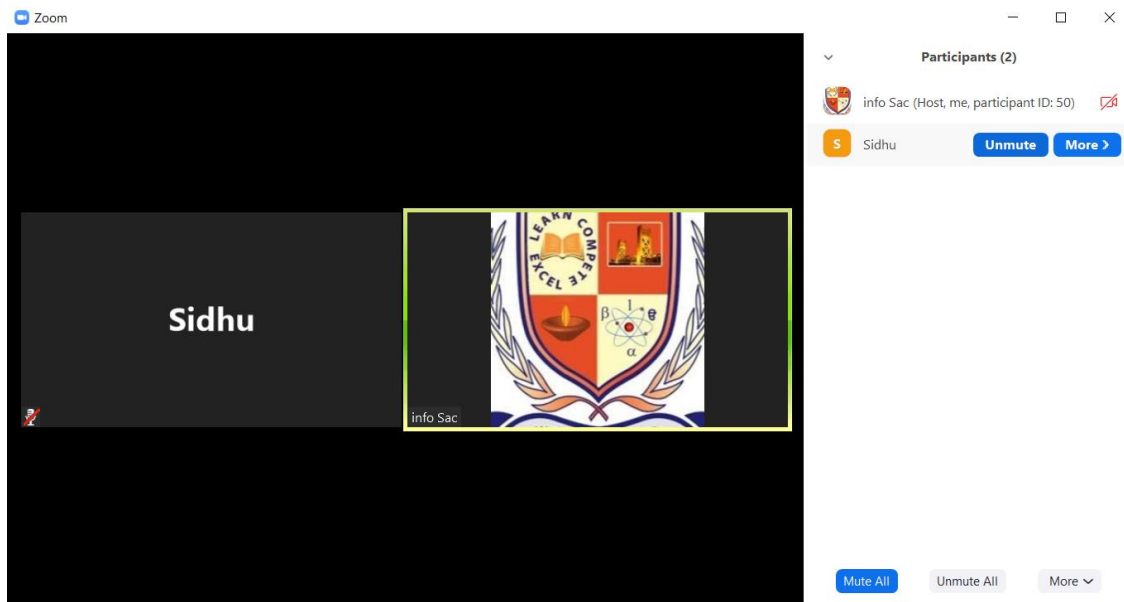 Zoom
Participants (2)
info Sac (Host, me, participant ID: 50)
S
Sidhu
Unmute
More
Sidhu
LEARN COMPETE EXCEL
β 1 ੳ
α
info Sac
Mute All
Unmute All
More